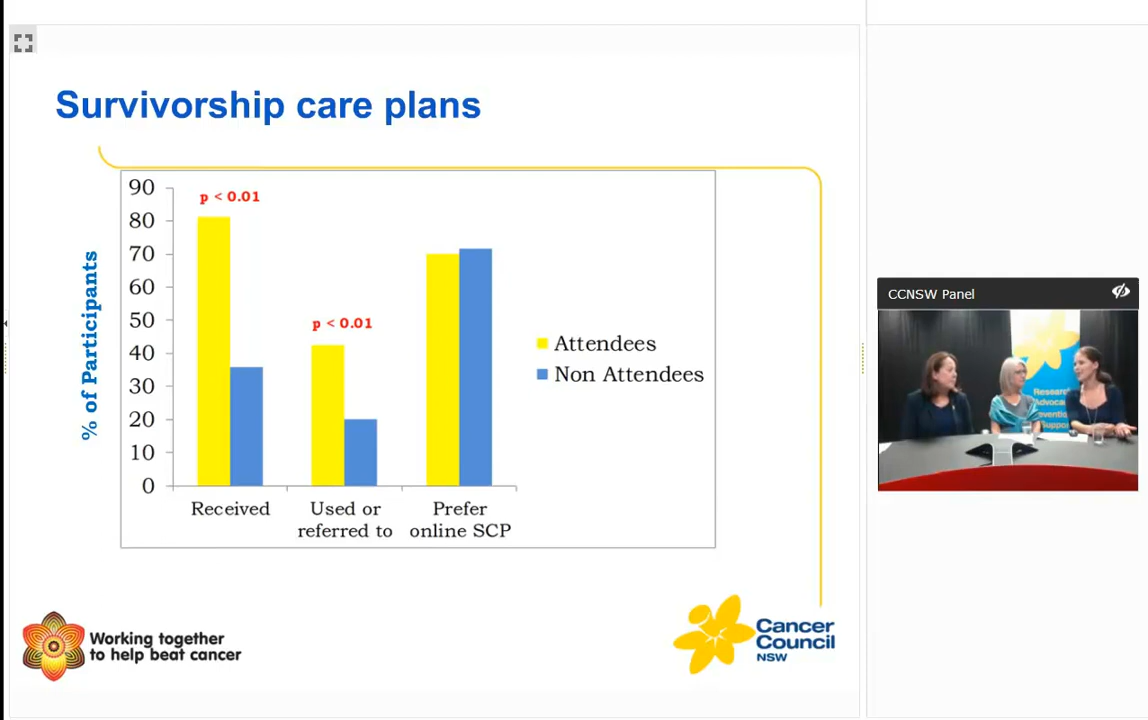 Survivorship care plans
% of Participants
90
80
70
60
50
40
30
20
10
0
p < 0.01
p < 0.01
Received
Used or
referred to
Prefer
online SCP
Attendees
Non Attendees
Working together
to help beat cancer
Cancer
Council
NSW
CCNSW Panel